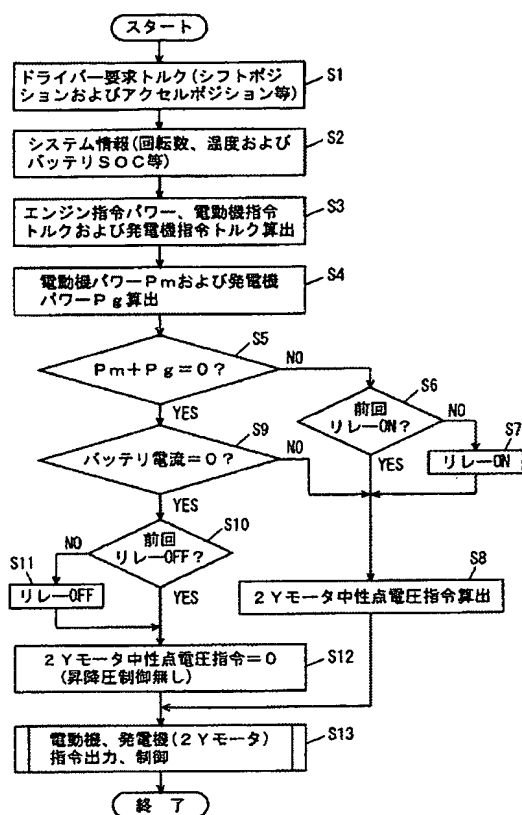 スタート
S1
ドライバー要求トルク(シフトポジ
ションおよびアクセルポジション等)
S2
システム情報(回転数、温度および
バッテリSOC等)
S3
エンジン指令パワー、電動機指令
トルクおよび発電機指令トルク算出
S4
電動機パワーPmおよび発電機
パワーPg算出
S5
Pm+Pg=0?
NO
YES
S6
前回
リレーON?
NO
YES
S7
リレーON
S9
バッテリ電流=0?
NO
YES
S10
前回
リレーOFF?
NO
YES
S11
リレーOFF
S8
2Yモータ中性点電圧指令算出
S12
2Yモータ中性点電圧指令=0
(昇降圧制御無し)
S13
電動機、発電機(2Yモータ)
指令出力、制御
終了